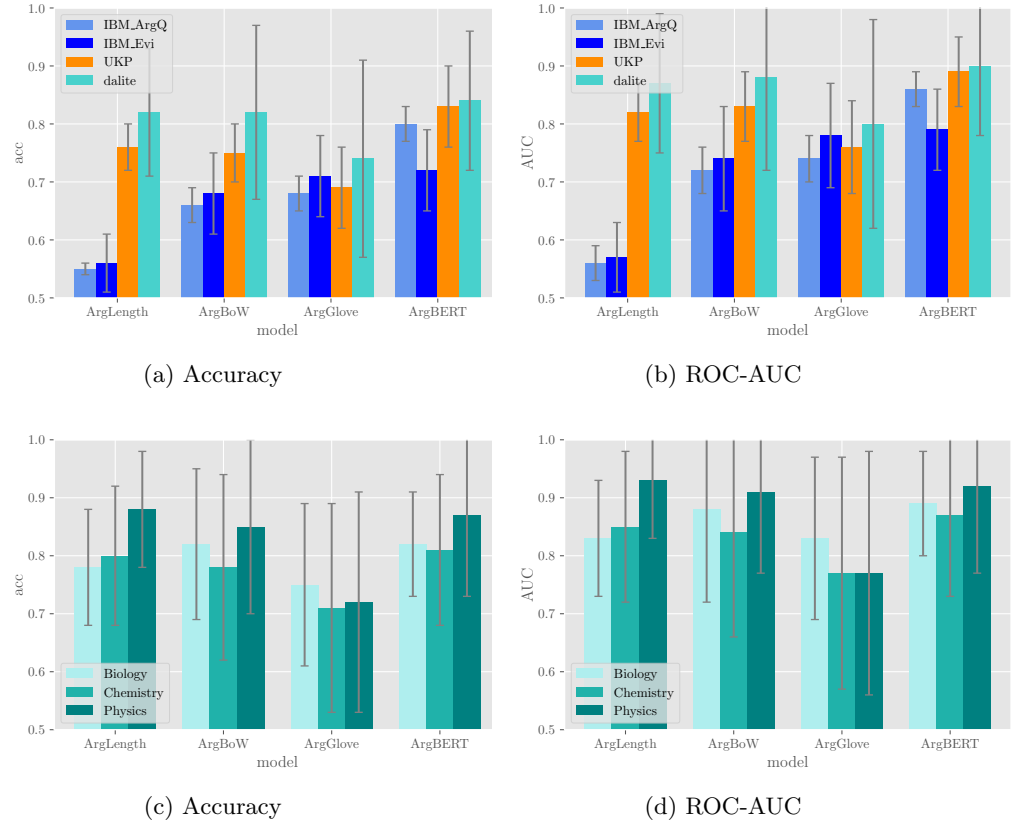 1.0
0.9
0.8
0.7
0.6
0.5
acc
IBM_ArgQ
IBM_Evi
UKP
dalite
ArgLength ArgBoW ArgGlove ArgBERT
model
(a) Accuracy
1.0
0.9
0.8
0.7
0.6
0.5
AUC
IBM_ArgQ
IBM_Evi
UKP
dalite
ArgLength ArgBoW ArgGlove ArgBERT
model
(b) ROC-AUC
1.0
0.9
0.8
0.7
0.6
0.5
acc
Biology
Chemistry
Physics
ArgLength ArgBoW ArgGlove ArgBERT
model
(c) Accuracy
1.0
0.9
0.8
0.7
0.6
0.5
AUC
Biology
Chemistry
Physics
ArgLength ArgBoW ArgGlove ArgBERT
model
(d) ROC-AUC